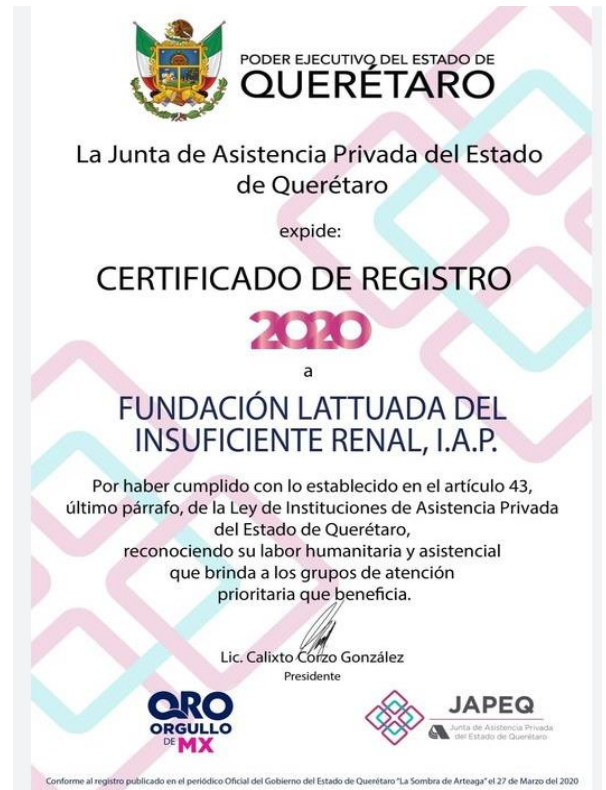 PODER EJECUTIVO DEL ESTADO DE
QUERÉTARO
La Junta de Asistencia Privada del Estado
de Querétaro
expide:
CERTIFICADO DE REGISTRO
2020
a
FUNDACIÓN LATTUADA DEL
INSUFICIENTE RENAL, I.A.P.
Por haber cumplido con lo establecido en el artículo 43,
último párrafo, de la Ley de Instituciones de Asistencia Privada
del Estado de Querétaro,
reconociendo su labor humanitaria y asistencial
que brinda a los grupos de atención
prioritaria que beneficia.
Lic. Calixto Corzo González
Presidente
QRO
ORGULLO
DE MX
JAPEQ
Junta de Asistencia Privada
del Estado de Querétaro
Conforme al registro publicado en el periódico Oficial del Gobierno del Estado de Querétaro "La Sombra de Arteaga" el 27 de Marzo del 2020